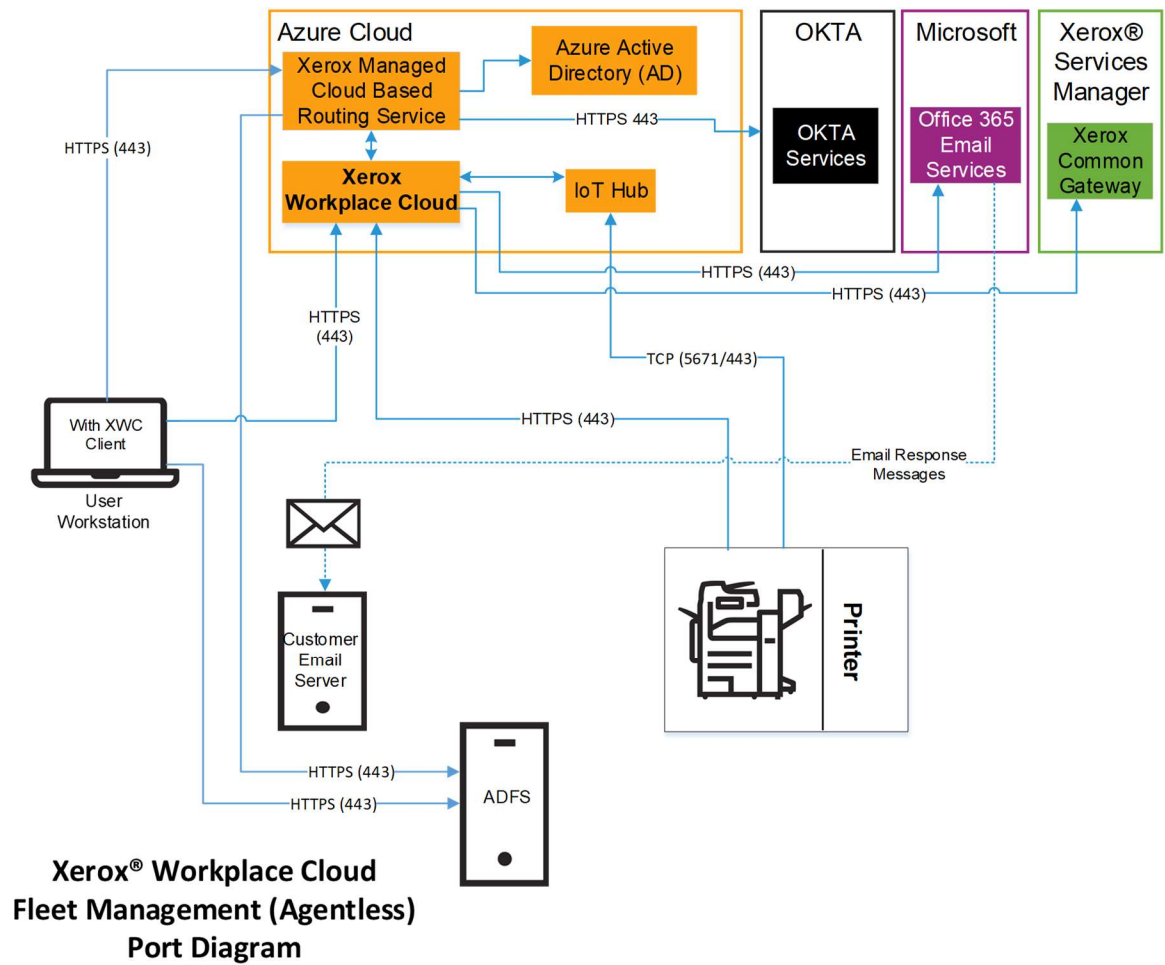 Azure Cloud
Xerox Managed
Cloud Based
Routing Service
Azure Active
Directory (AD)
OKTA
Microsoft
Xerox®
Services
Manager
HTTPS 443
OKTA
Services
Office 365
Email
Services
Xerox
Common
Gateway
HTTPS (443)
Xerox
Workplace Cloud
IoT Hub
HTTPS (443)
HTTPS (443)
HTTPS
(443)
TCP (5671/443)
HTTPS (443)
With XWC
Client
User
Workstation
Email Response
Messages
Customer
Email
Server
Printer
HTTPS (443)
HTTPS (443)
ADFS
Xerox® Workplace Cloud
Fleet Management (Agentless)
Port Diagram